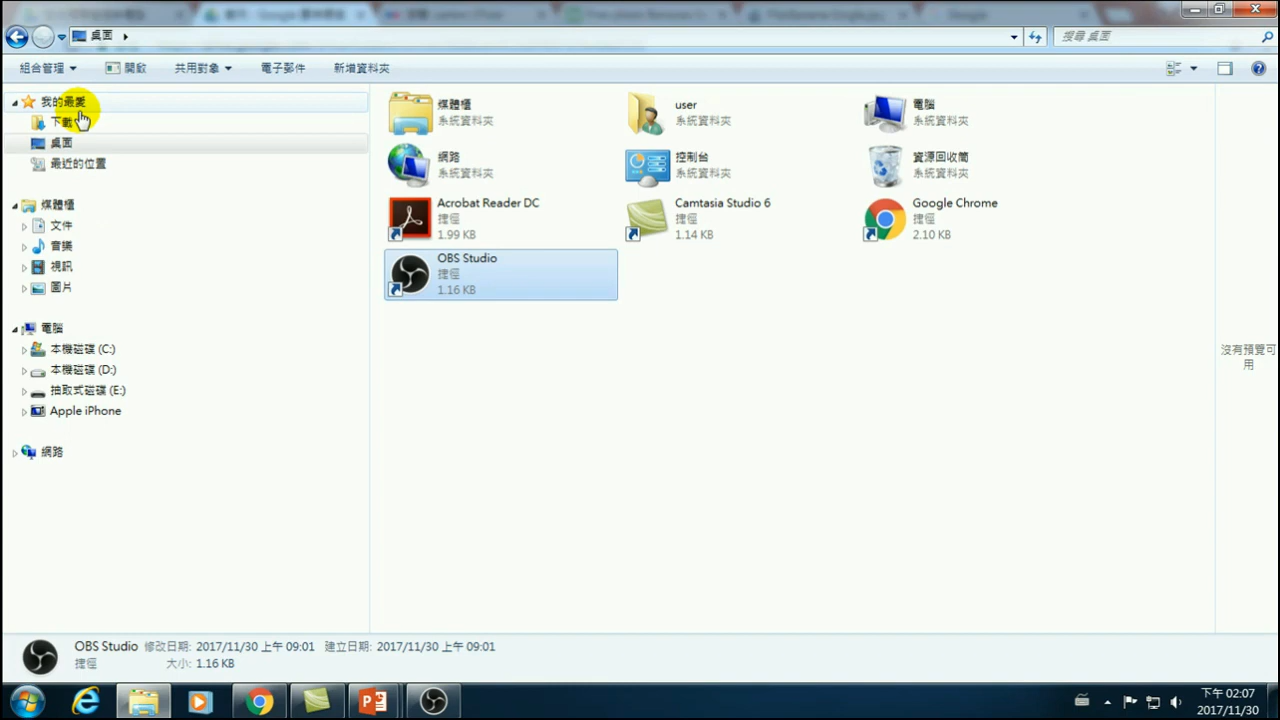 桌面
搜尋 桌面
組合管理
開啟
共用對象
電子郵件
新增資料夾
我的最愛
下載
桌面
最近的位置
媒體櫃
文件
音樂
視訊
圖片
電腦
本機磁碟 (C:)
本機磁碟 (D:)
抽取式磁碟 (E:)
Apple iPhone
網路
媒體櫃
系統資料夾
user
系統資料夾
電腦
系統資料夾
網路
系統資料夾
控制台
系統資料夾
資源回收筒
系統資料夾
Acrobat Reader DC
捷徑
1.99 KB
Camtasia Studio 6
捷徑
1.14 KB
Google Chrome
捷徑
2.10 KB
OBS Studio
捷徑
1.16 KB
沒有預覽可
用
OBS Studio 修改日期: 2017/11/30 上午 09:01 建立日期: 2017/11/30 上午 09:01
捷徑 大小: 1.16 KB
下午 02:07
2017/11/30